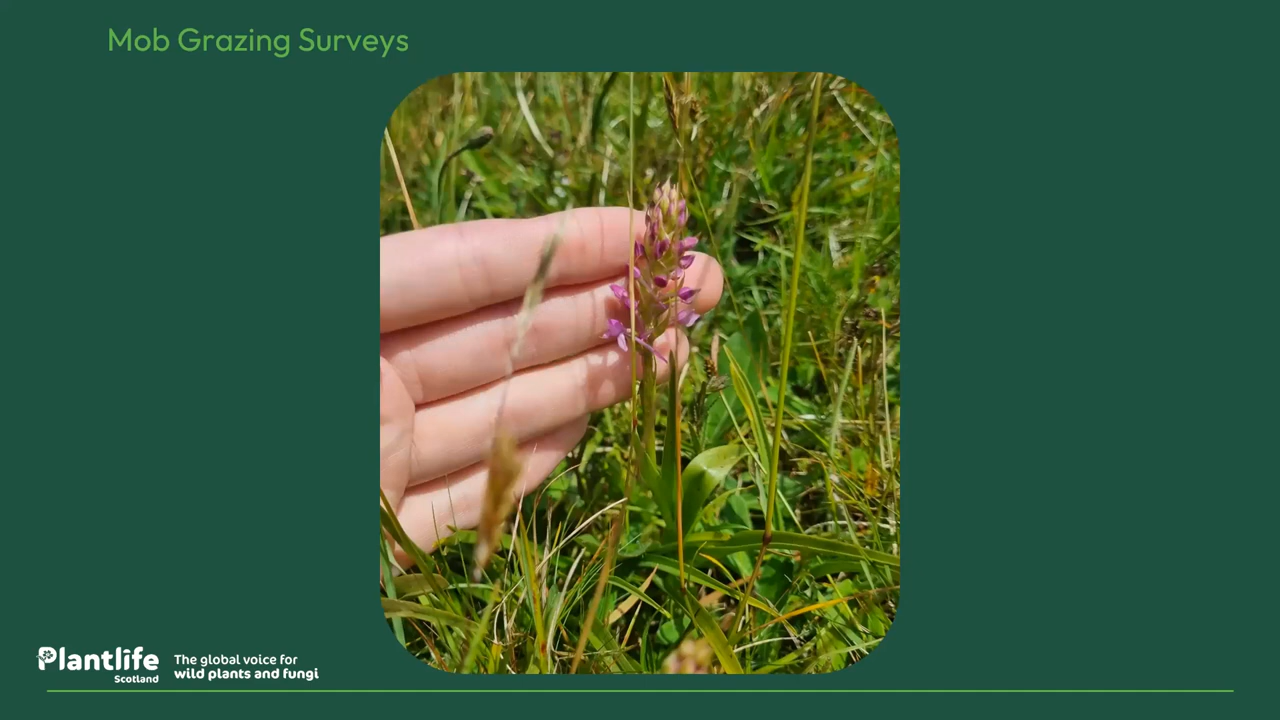 Mob Grazing Surveys
Plantlife
Scotland
The global voice for
wild plants and fungi